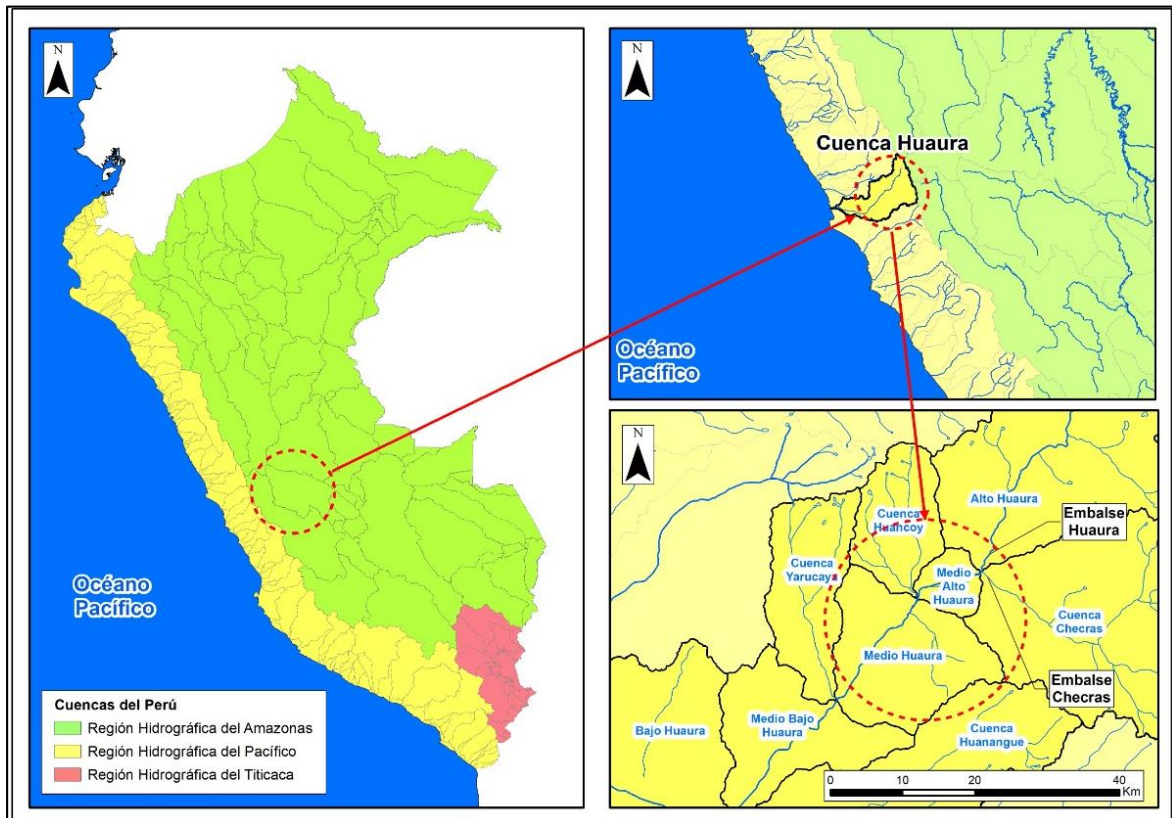 N
Océano
Pacífico
Cuencas del Perú
Región Hidrográfica del Amazonas
Región Hidrográfica del Pacífico
Región Hidrográfica del Titicaca
N
Cuenca Huaura
Océano
Pacífico
N
Alto Huaura
Embalse
Huaura
Cuenca
Huancoy
Cuenca
Yarucaya
Medio
Alto
Huaura
Cuenca
Checras
Medio Huaura
Embalse
Checras
Bajo Huaura
Medio Bajo
Huaura
Cuenca
Huanangue
0 10 20 40
Km